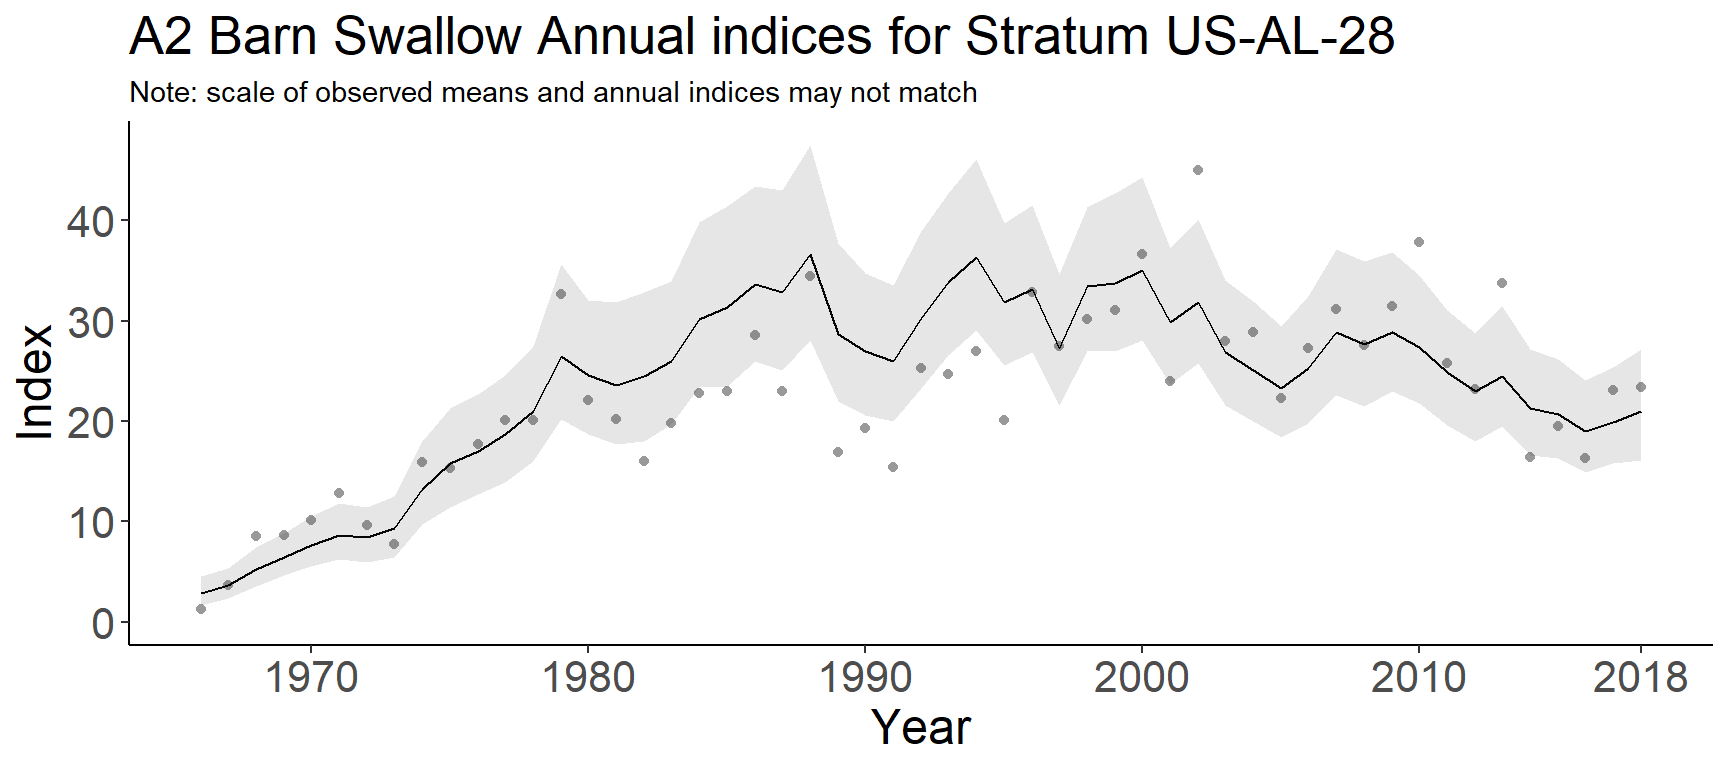 A2 Barn Swallow Annual indices for Stratum US-AL-28
Note: scale of observed means and annual indices may not match
Index
40
30
20
10
0
1970 1980 1990 2000 2010 2018
Year